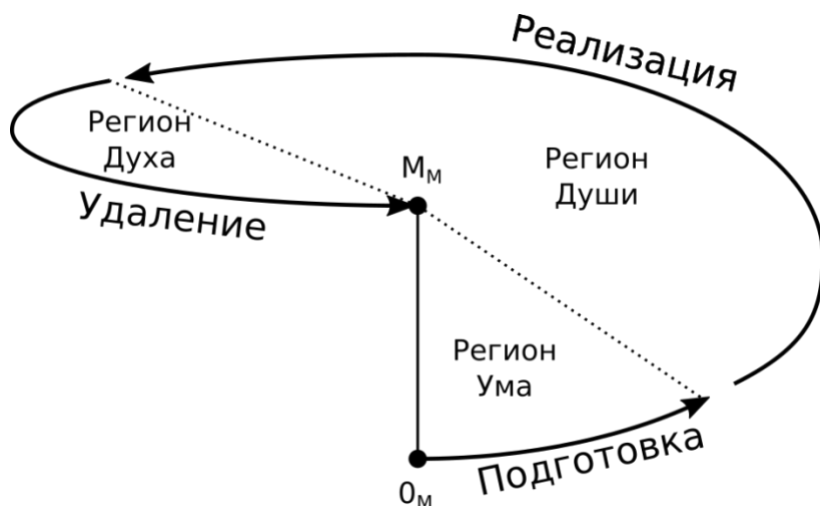 Реализация
Регион
Духа
Mм
Регион
Души
Удаление
Регион
Ума
Подготовка
0м